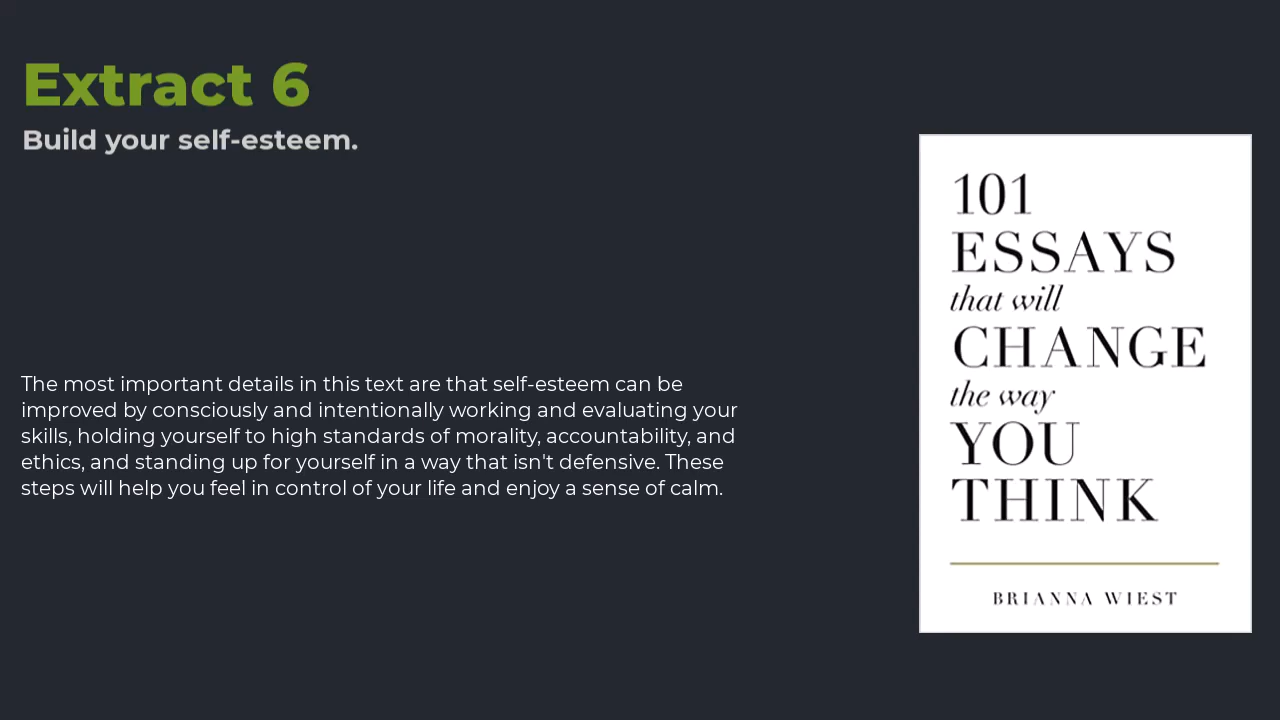 Extract 6
Build your self-esteem.
The most important details in this text are that self-esteem can be
improved by consciously and intentionally working and evaluating your
skills, holding yourself to high standards of morality, accountability, and
ethics, and standing up for yourself in a way that isn't defensive. These
steps will help you feel in control of your life and enjoy a sense of calm.
101
ESSAYS
that will
CHANGE
the way
YOU
THINK
BRIANNA WIEST